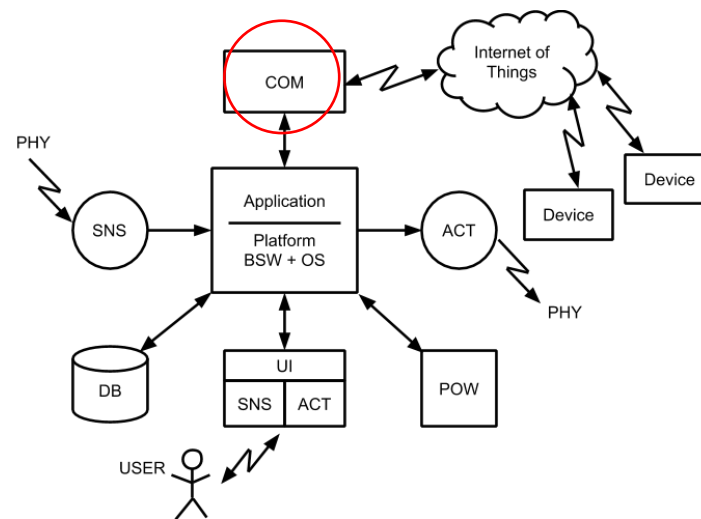 COM
Internet of
Things
PHY
Device
Application
SNS
ACT
Device
Platform
BSW + OS
PHY
UI
DB
SNS
ACT
POW
USER